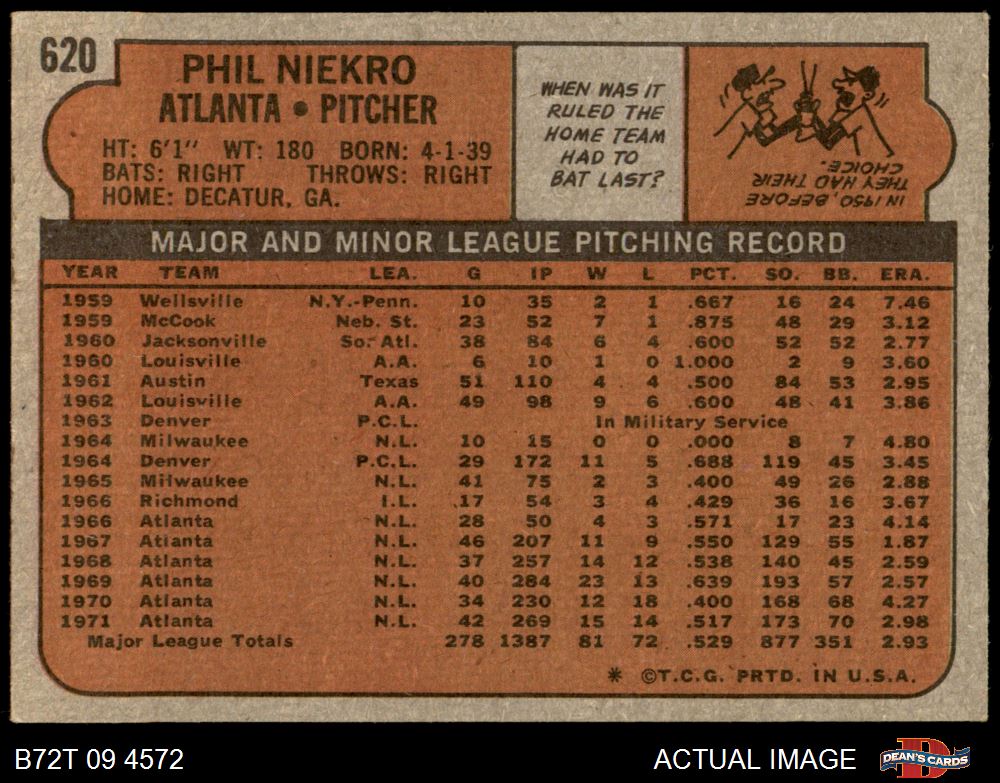 620
PHIL NIEKRO
ATLANTA • PITCHER
HT: 6'1" WT: 180 BORN: 4-1-39
BATS: RIGHT THROWS: RIGHT
HOME: DECATUR, GA.
WHEN WAS IT
RULED THE
HOME TEAM
HAD TO
BAT LAST?
IN 1950, BEFORE
THEY HAD THEIR
CHOICE.
MAJOR AND MINOR LEAGUE PITCHING RECORD
YEAR TEAM LEA. G IP W L PCT. SO. BB. ERA.
1959 Wellsville N.Y.-Penn. 10 35 2 1 .667 16 24 7.46
1959 McCook Neb. St. 23 52 7 1 .875 48 29 3.12
1960 Jacksonville So. Atl. 38 84 6 4 .600 52 52 2.77
1960 Louisville A.A. 6 10 1 0 1.000 2 9 3.60
1961 Austin Texas 51 110 4 4 .500 84 53 2.95
1962 Louisville A.A. 49 98 9 6 .600 48 41 3.86
1963 Denver P.C.L. In Military Service
1964 Milwaukee N.L. 10 15 0 0 .000 8 7 4.80
1964 Denver P.C.L. 29 172 11 5 .688 119 45 3.45
1965 Milwaukee N.L. 41 75 2 3 .400 49 26 2.88
1966 Richmond I.L. 17 54 3 4 .429 36 16 3.67
1966 Atlanta N.L. 28 50 4 3 .571 17 23 4.14
1967 Atlanta N.L. 46 207 11 9 .550 129 55 1.87
1968 Atlanta N.L. 37 257 14 12 .538 140 45 2.59
1969 Atlanta N.L. 40 284 23 13 .639 193 57 2.57
1970 Atlanta N.L. 34 230 12 18 .400 168 68 4.27
1971 Atlanta N.L. 42 269 15 14 .517 173 70 2.98
Major League Totals 278 1387 81 72 .529 877 351 2.93
* ©T.C.G. PRTD. IN U.S.A.
B72T 09 4572
ACTUAL IMAGE
DEAN'S CARDS